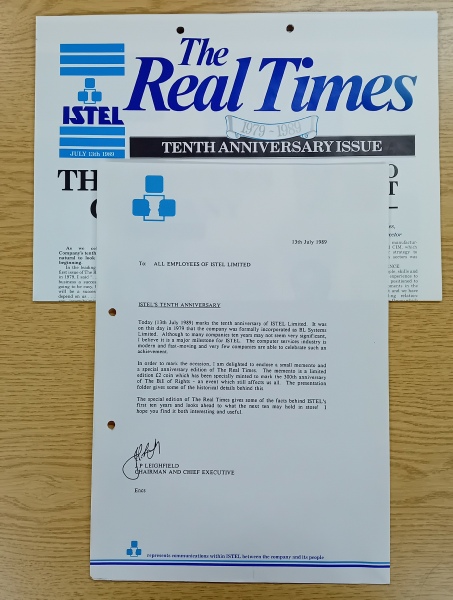 The
Real Times
ISTEL
1979 - 1989
JULY 13th 1989
TENTH ANNIVERSARY ISSUE
TH
13th July 1989
To ALL EMPLOYEES OF ISTEL LIMITED
ISTEL'S TENTH ANNIVERSARY
Today (13th July 1989) marks the tenth anniversary of ISTEL Limited. It was
on this day in 1979 that the company was formally incorporated as BL Systems
Limited. Although to many companies ten years may not seem very significant,
I believe it is a major milestone for ISTEL. The computer services industry is
modern and fast-moving and very few companies are able to celebrate such an
achievement.
In order to mark the occasion, I am delighted to enclose a small memento and
a special anniversary edition of The Real Times. The memento is a limited
edition £2 coin which has been specially minted to mark the 300th anniversary
of The Bill of Rights - an event which still affects us all. The presentation
folder gives some of the historical details behind this.
The special edition of The Real Times gives some of the facts behind ISTEL's
first ten years and looks ahead to what the next ten may hold in store! I
hope you find it both interesting and useful.
J P LEIGHFIELD
CHAIRMAN AND CHIEF EXECUTIVE
Encs
represents communications within ISTEL between the company and its people